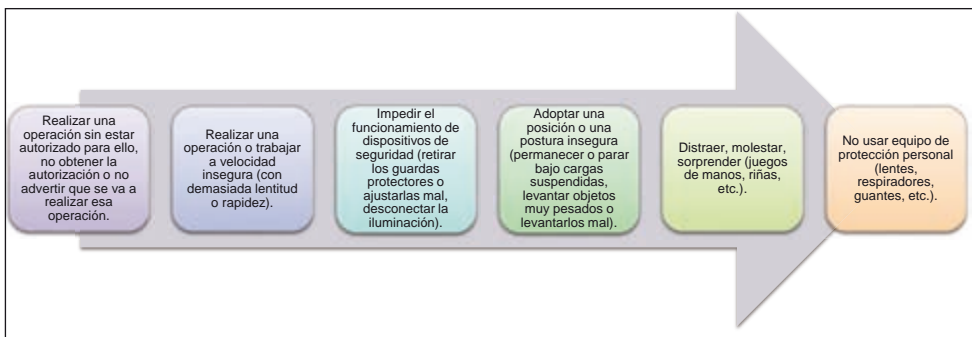 Realizar una
operación sin estar
autorizado para ello,
no obtener la
autorización o no
advertir que se va a
realizar esa
operación.
Realizar una
operación o trabajar
a velocidad
insegura (con
demasiada lentitud
o rapidez).
Impedir el
funcionamiento de
dispositivos de
seguridad (retirar
los guardas
protectores o
ajustarlas mal,
desconectar la
iluminación).
Adoptar una
posición o una
postura insegura
(permanecer o parar
bajo cargas
suspendidas,
levantar objetos
muy pesados o
levantarlos mal).
Distraer, molestar,
sorprender (juegos
de manos, riñas,
etc.).
No usar equipo de
protección personal
(lentes,
respiradores,
guantes, etc.).